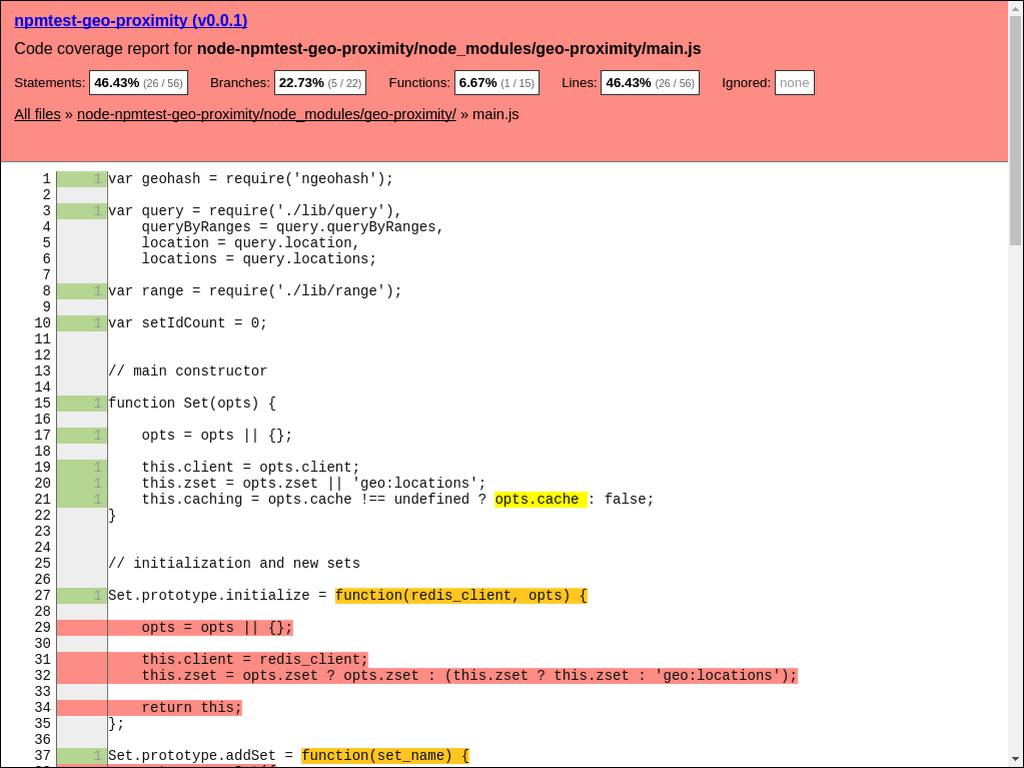 npmtest-geo-proximity (v0.0.1)
Code coverage report for node-npmtest-geo-proximity/node_modules/geo-proximity/main.js
Statements: 46.43% (26 / 56) Branches: 22.73% (5 / 22) Functions: 6.67% (1 / 15) Lines: 46.43% (26 / 56) Ignored: none
All files » node-npmtest-geo-proximity/node_modules/geo-proximity/ » main.js
1 1 var geohash = require('ngeohash');
2
3 1 var query = require('./lib/query'),
4 queryByRanges = query.queryByRanges,
5 location = query.location,
6 locations = query.locations;
7
8 1 var range = require('./lib/range');
9
10 1 var setIdCount = 0;
11
12
13 // main constructor
14
15 1 function Set(opts) {
16
17 1 opts = opts || {};
18
19 1 this.client = opts.client;
20 1 this.zset = opts.zset || 'geo:locations';
21 1 this.caching = opts.cache !== undefined ? opts.cache : false;
22 }
23
24
25 // initialization and new sets
26
27 1 Set.prototype.initialize = function(redis_client, opts) {
28
29 opts = opts || {};
30
31 this.client = redis_client;
32 this.zset = opts.zset ? opts.zset : (this.zset ? this.zset : 'geo:locations');
33
34 return this;
35 };
36
37 1 Set.prototype.addSet = function(set_name) {